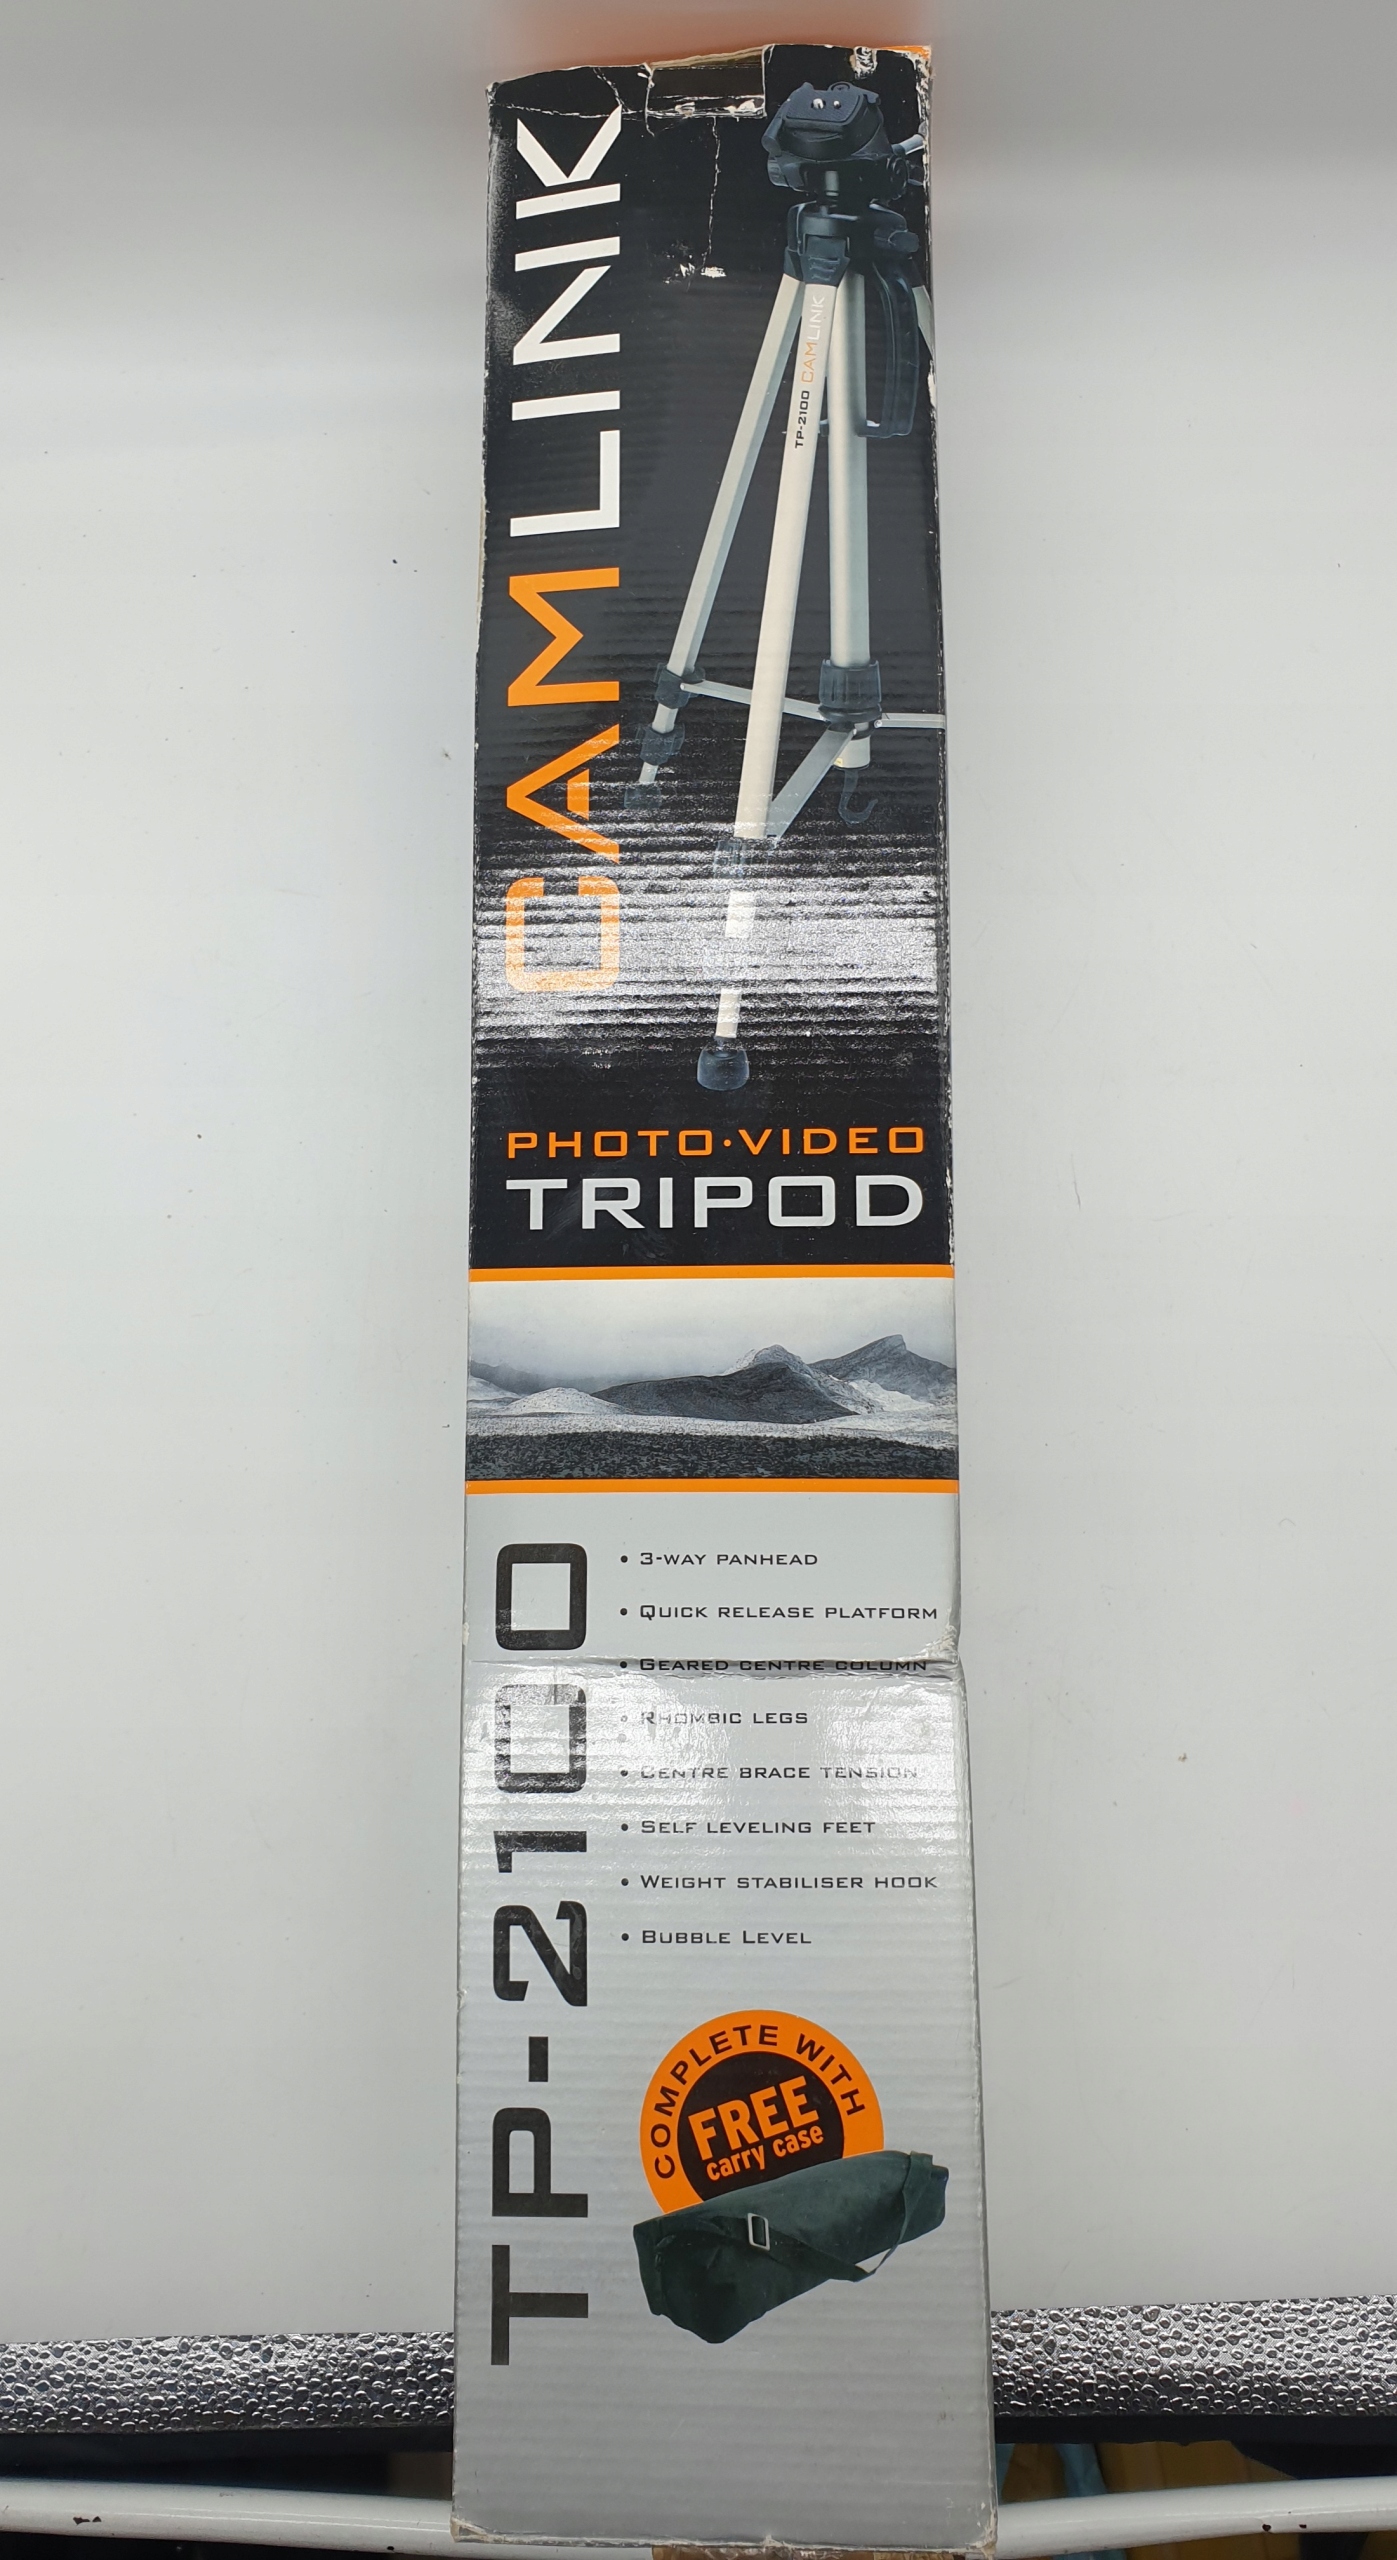 CAMLINK
TP-2100 CAMLINK
PHOTO·VIDEO
TRIPOD
TP-2100
• 3-WAY PANHEAD
• QUICK RELEASE PLATFORM
• GEARED CENTRE COLUMN
• RHOMBIC LEGS
• CENTRE BRACE TENSION
• SELF LEVELING FEET
• WEIGHT STABILISER HOOK
• BUBBLE LEVEL
COMPLETE WITH
FREE
carry case